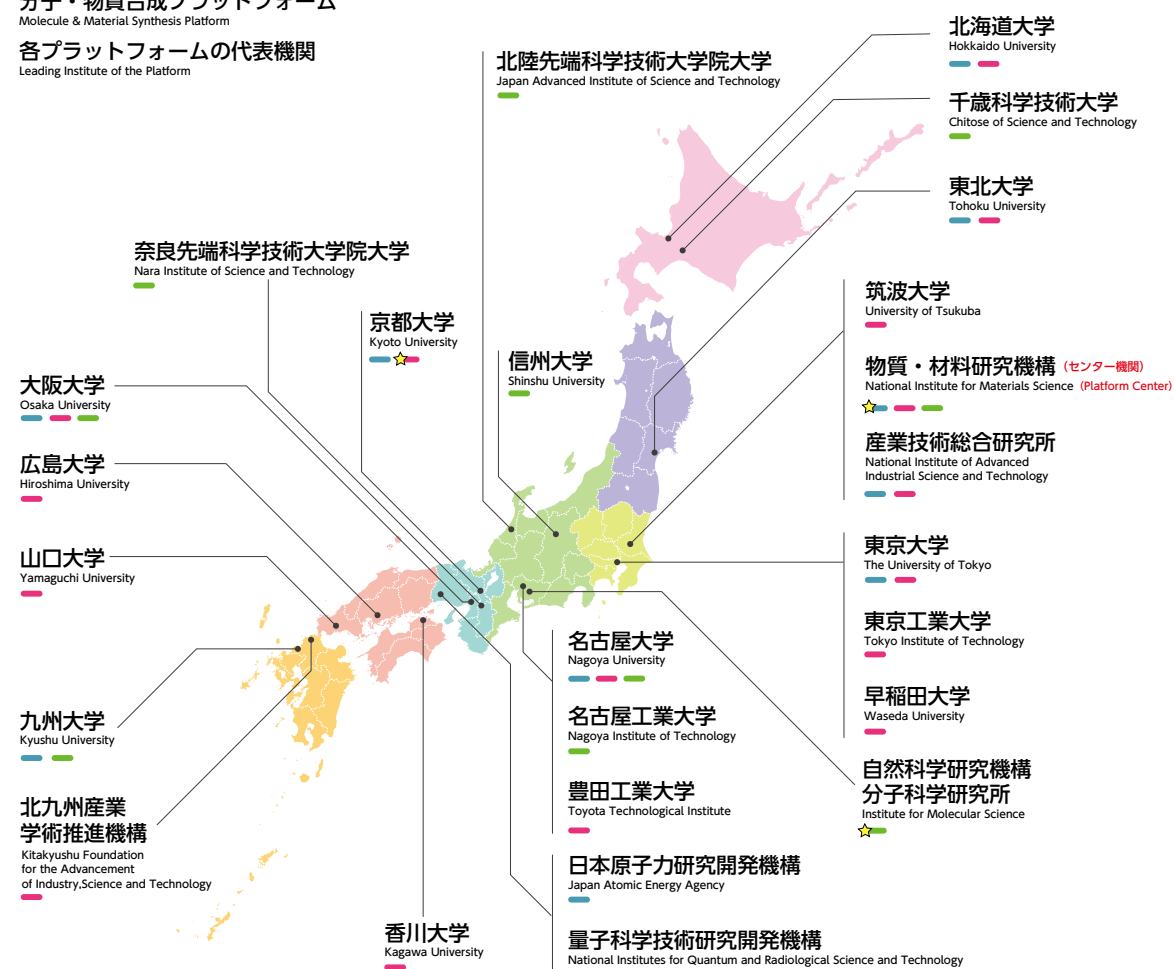 分子・物質合成プラットフォーム
Molecule & Material Synthesis Platform
各プラットフォームの代表機関
Leading Institute of the Platform
北陸先端科学技術大学院大学
Japan Advanced Institute of Science and Technology
北海道大学
Hokkaido University
千歳科学技術大学
Chitose of Science and Technology
東北大学
Tohoku University
奈良先端科学技術大学院大学
Nara Institute of Science and Technology
京都大学
Kyoto University
信州大学
Shinshu University
筑波大学
University of Tsukuba
物質・材料研究機構（センター機関）
National Institute for Materials Science（Platform Center）
産業技術総合研究所
National Institute of Advanced
Industrial Science and Technology
大阪大学
Osaka University
広島大学
Hiroshima University
山口大学
Yamaguchi University
東京大学
The University of Tokyo
東京工業大学
Tokyo Institute of Technology
早稲田大学
Waseda University
名古屋大学
Nagoya University
名古屋工業大学
Nagoya Institute of Technology
豊田工業大学
Toyota Technological Institute
自然科学研究機構
分子科学研究所
Institute for Molecular Science
九州大学
Kyushu University
北九州産業
学術推進機構
Kitakyushu Foundation
for the Advancement
of Industry,Science and Technology
日本原子力研究開発機構
Japan Atomic Energy Agency
香川大学
Kagawa University
量子科学技術研究開発機構
National Institutes for Quantum and Radiological Science and Technology